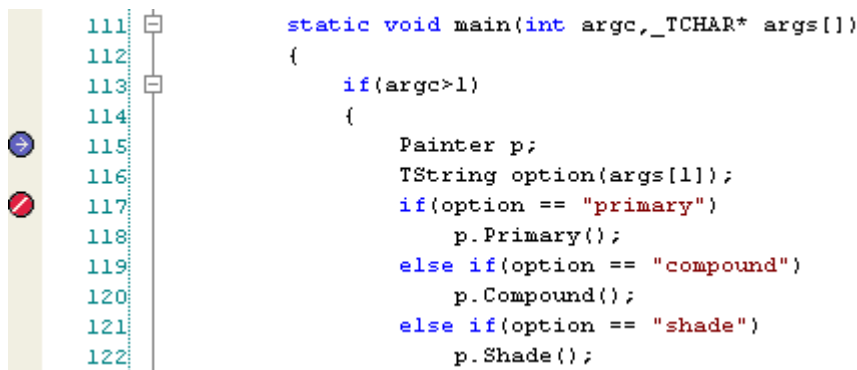 111 static void main(int argc,_TCHAR* args[])
112 {
113 if(argc>1)
114 {
115 Painter p;
116 TString option(args[1]);
117 if(option == "primary")
118 p.Primary();
119 else if(option == "compound")
120 p.Compound();
121 else if(option == "shade")
122 p.Shade();